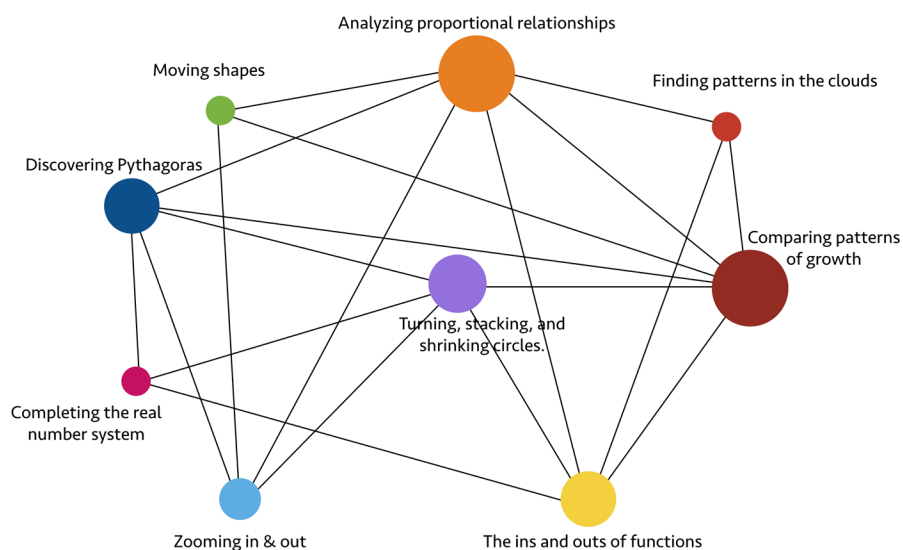 Analyzing proportional relationships
Moving shapes
Finding patterns in the clouds
Discovering Pythagoras
Comparing patterns
of growth
Turning, stacking, and
shrinking circles.
Completing the real
number system
Zooming in & out
The ins and outs of functions